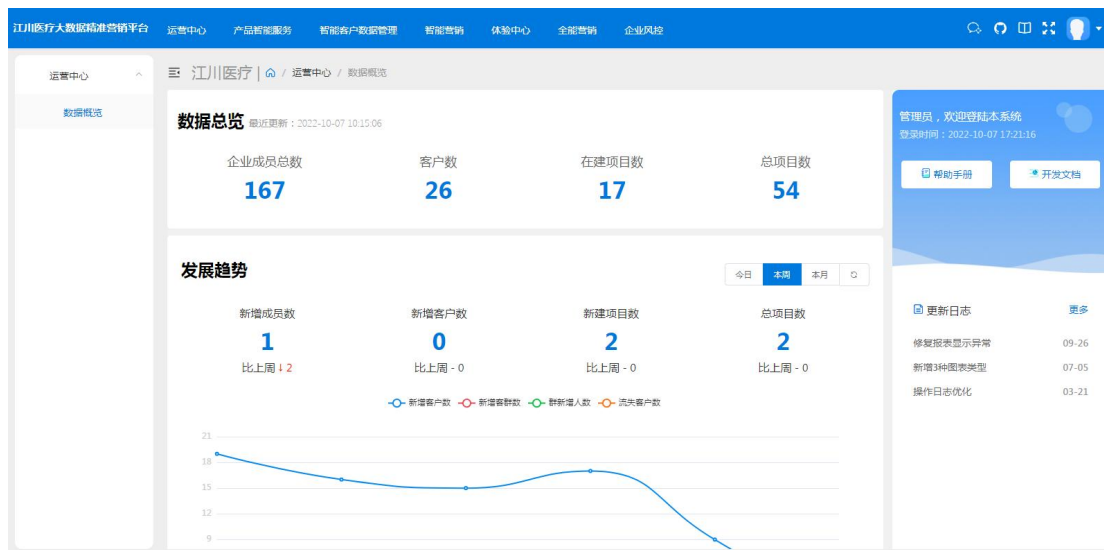 江川医疗大数据精准营销平台 运营中心 产品智能服务 智能客户数据管理 智能营销 体验中心 全能营销 企业风控
运营中心
数据概览
江川医疗 | / 运营中心 / 数据概览
数据总览 最近更新：2022-10-07 10:15:06
企业成员总数 客户数 在建项目数 总项目数
167 26 17 54
管理员，欢迎登陆本系统
登录时间：2022-10-07 17:21:16
帮助手册 开发文档
发展趋势 今日 本周 本月
新增成员数 新增客户数 新建项目数 总项目数
1 0 2 2
比上周↓2 比上周 - 0 比上周 - 0 比上周 - 0
新增客户数 新增客群数 群新增人数 流失客户数
21
18
15
12
9
更新日志 更多
修复报表显示异常 09-26
新增3种图表类型 07-05
操作日志优化 03-21